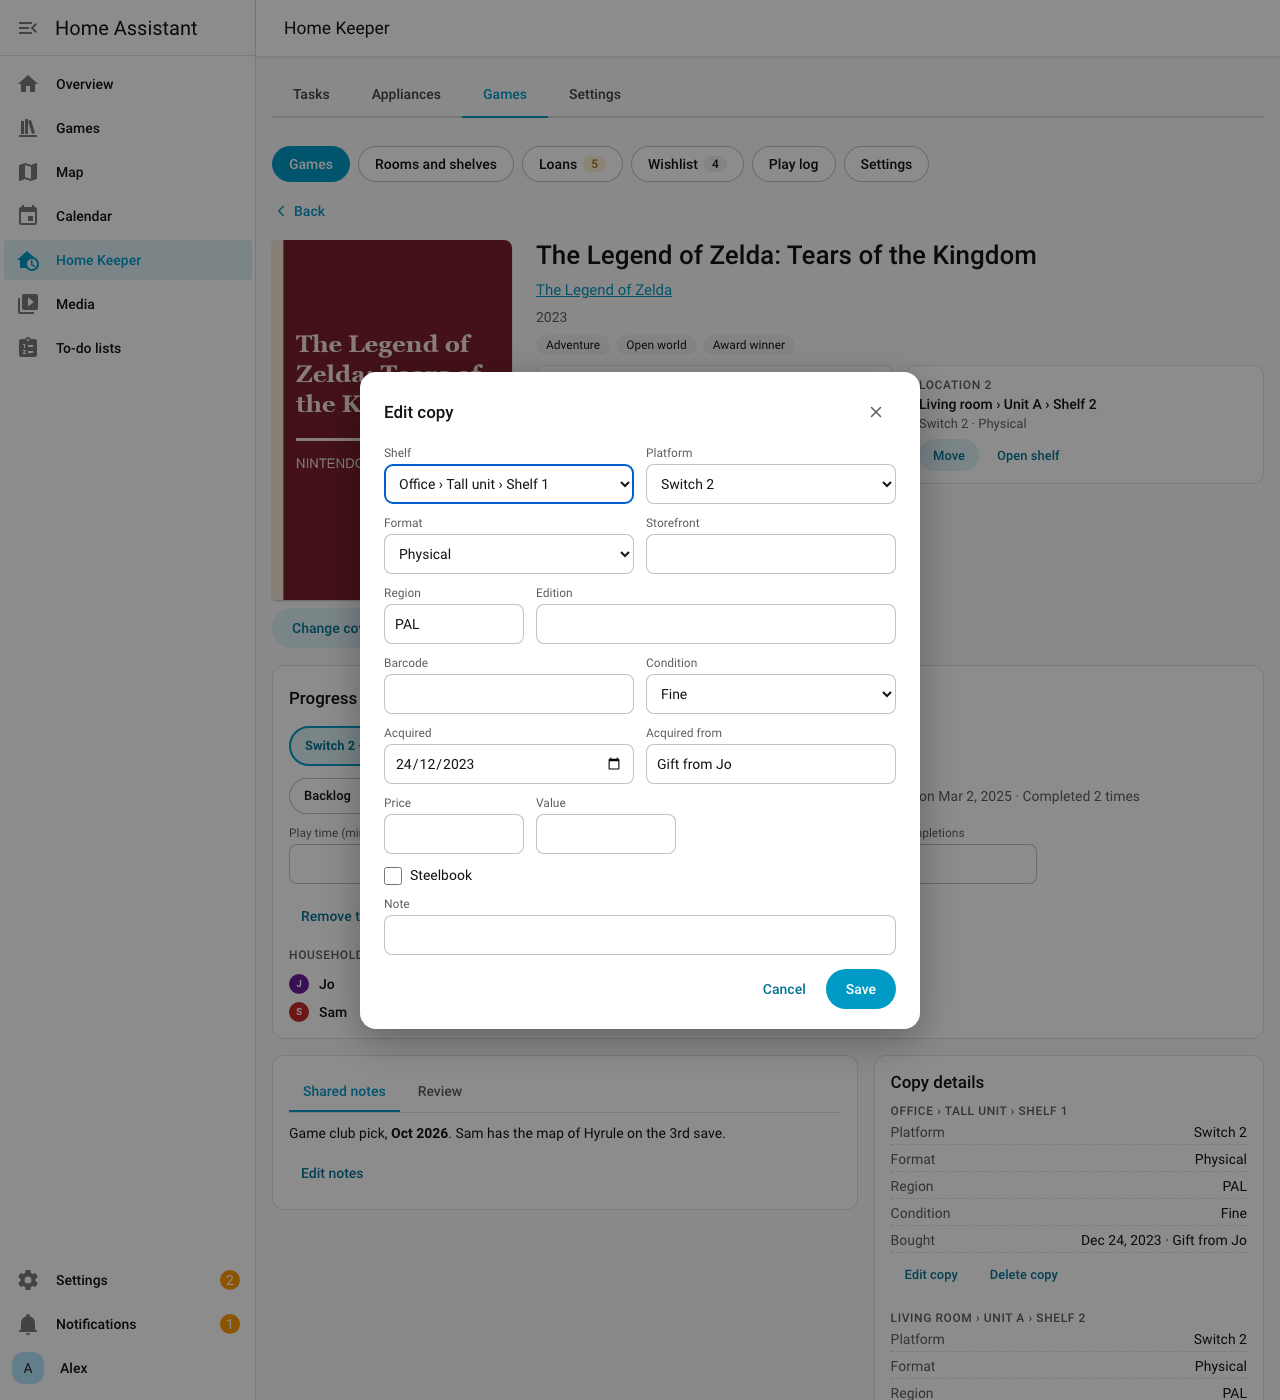 Home Assistant
Home Keeper
Overview
Games
Map
Calendar
Home Keeper
Media
To-do lists
Settings
2
Notifications
1
A
Alex
Tasks
Appliances
Games
Settings
Games
Rooms and shelves
Loans 5
Wishlist 4
Play log
Settings
Back
The Legend of
Zelda: Tears of
the K
NINTENDO
Change cov
The Legend of Zelda: Tears of the Kingdom
The Legend of Zelda
2023
Adventure
Open world
Award winner
LOCATION 2
Living room › Unit A › Shelf 2
Switch 2 · Physical
Move
Open shelf
Progress
Switch 2
Backlog
on Mar 2, 2025 · Completed 2 times
Play time (mi
pletions
Remove t
HOUSEHOLD
J
Jo
S
Sam
Edit copy
Shelf
Platform
Office › Tall unit › Shelf 1
Switch 2
Format
Storefront
Physical
Region
Edition
PAL
Barcode
Condition
Fine
Acquired
Acquired from
24/12/2023
Gift from Jo
Price
Value
Steelbook
Note
Cancel
Save
Shared notes
Review
Game club pick, Oct 2026. Sam has the map of Hyrule on the 3rd save.
Edit notes
Copy details
OFFICE › TALL UNIT › SHELF 1
Platform Switch 2
Format Physical
Region PAL
Condition Fine
Bought Dec 24, 2023 · Gift from Jo
Edit copy
Delete copy
LIVING ROOM › UNIT A › SHELF 2
Platform Switch 2
Format Physical
Region PAL